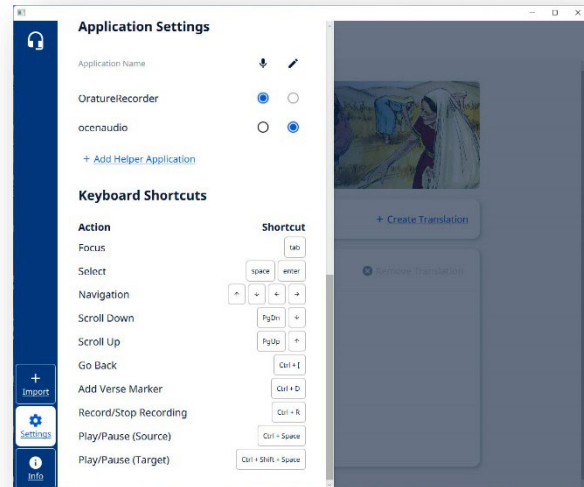 Application Settings
Application Name
OratureRecorder
ocenaudio
+ Add Helper Application
Keyboard Shortcuts
Action Shortcut
Focus tab
Select space enter
Navigation ↑ ↓ ← →
Scroll Down PgDn ↓
Scroll Up PgUp ↑
Go Back Ctrl + [
Add Verse Marker Ctrl + D
Record/Stop Recording Ctrl + R
Play/Pause (Source) Ctrl + Space
Play/Pause (Target) Ctrl + Shift + Space
+ Create Translation
Remove Translation
+
Import
Settings
Info